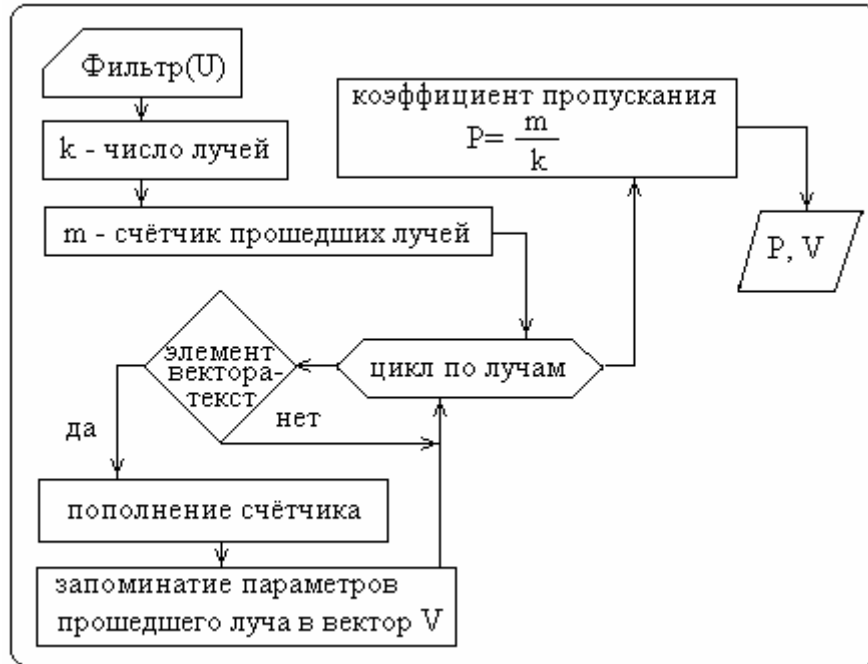 Фильтр(U)
k - число лучей
m - счётчик прошедших лучей
коэффициент пропускания
P= m
k
P, V
цикл по лучам
элемент
вектора-
текст
да
нет
пополнение счётчика
запоминатие параметров
прошедшего луча в вектор V